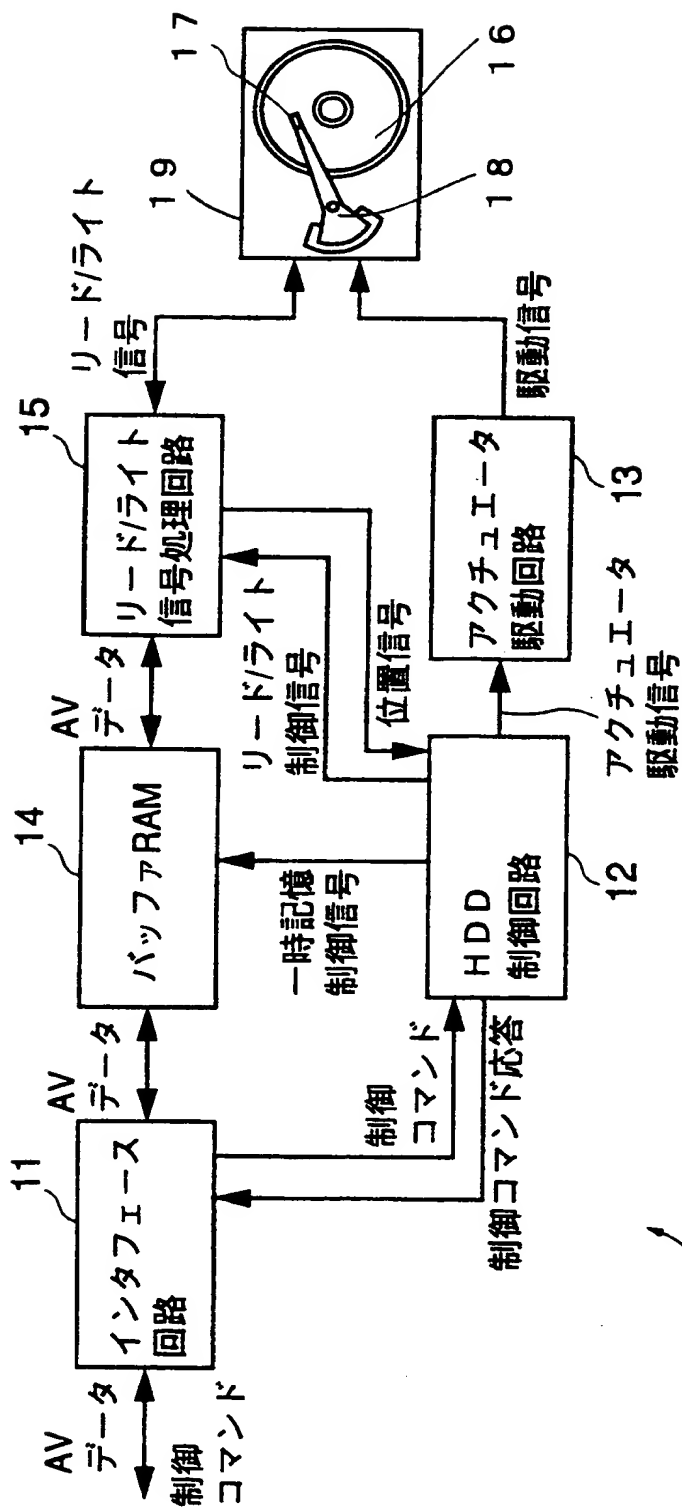 AV
データ
制御
コマンド
11
インタフェース
回路
AV
データ
14
バッファRAM
AV
データ
15
リード/ライト
信号処理回路
リード/ライト
信号
19
17
18
16
制御
コマンド
制御コマンド応答
一時記憶
制御信号
リード/ライト
制御信号
位置信号
HDD
制御回路
12
アクチュエータ
駆動信号
アクチュエータ
駆動回路
13
駆動信号